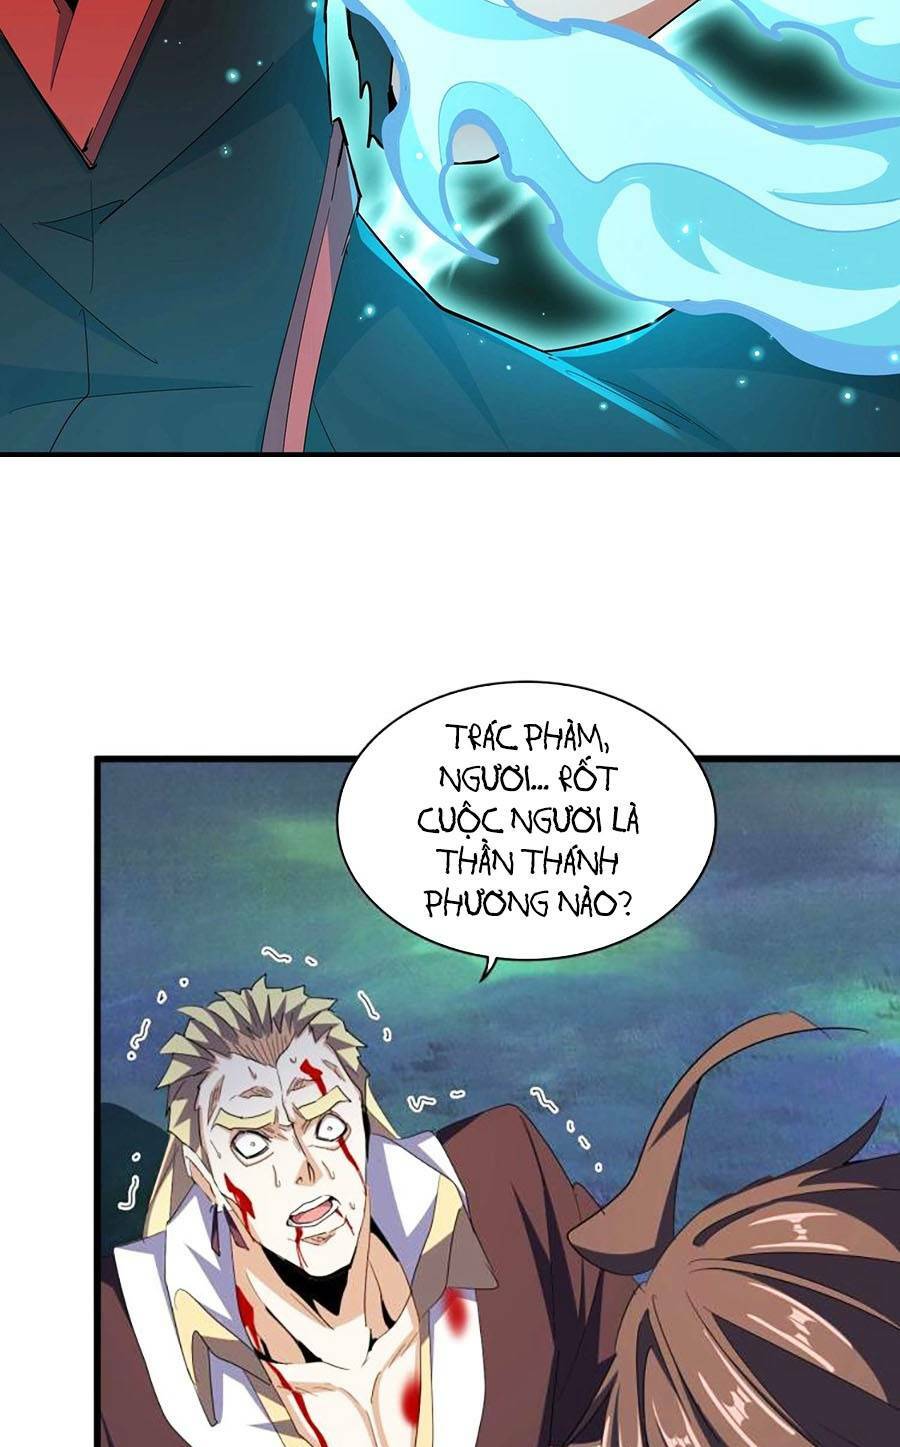 TRÁC PHÀM,
NGƯƠI... RỐT
CUỘC NGƯƠI LÀ
THẦN THÁNH
PHƯƠNG NÀO?